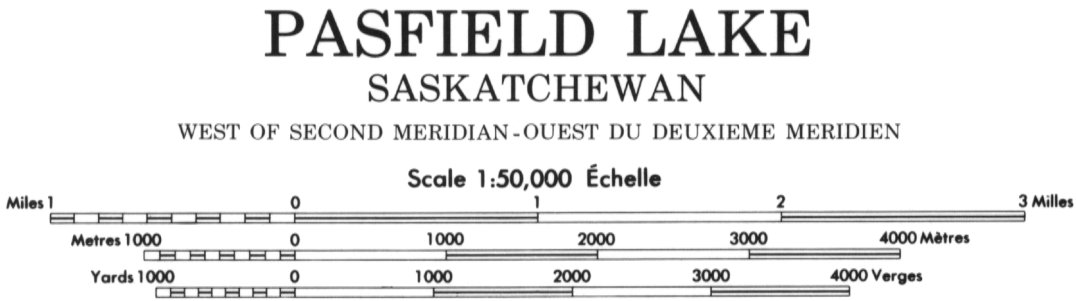 PASFIELD LAKE
SASKATCHEWAN
WEST OF SECOND MERIDIAN-OUEST DU DEUXIEME MERIDIEN
Scale 1:50,000 Échelle
Miles 1 0 1 2 3 Milles
Metres 1000 0 1000 2000 3000 4000 Mètres
Yards 1000 0 1000 2000 3000 4000 Verges